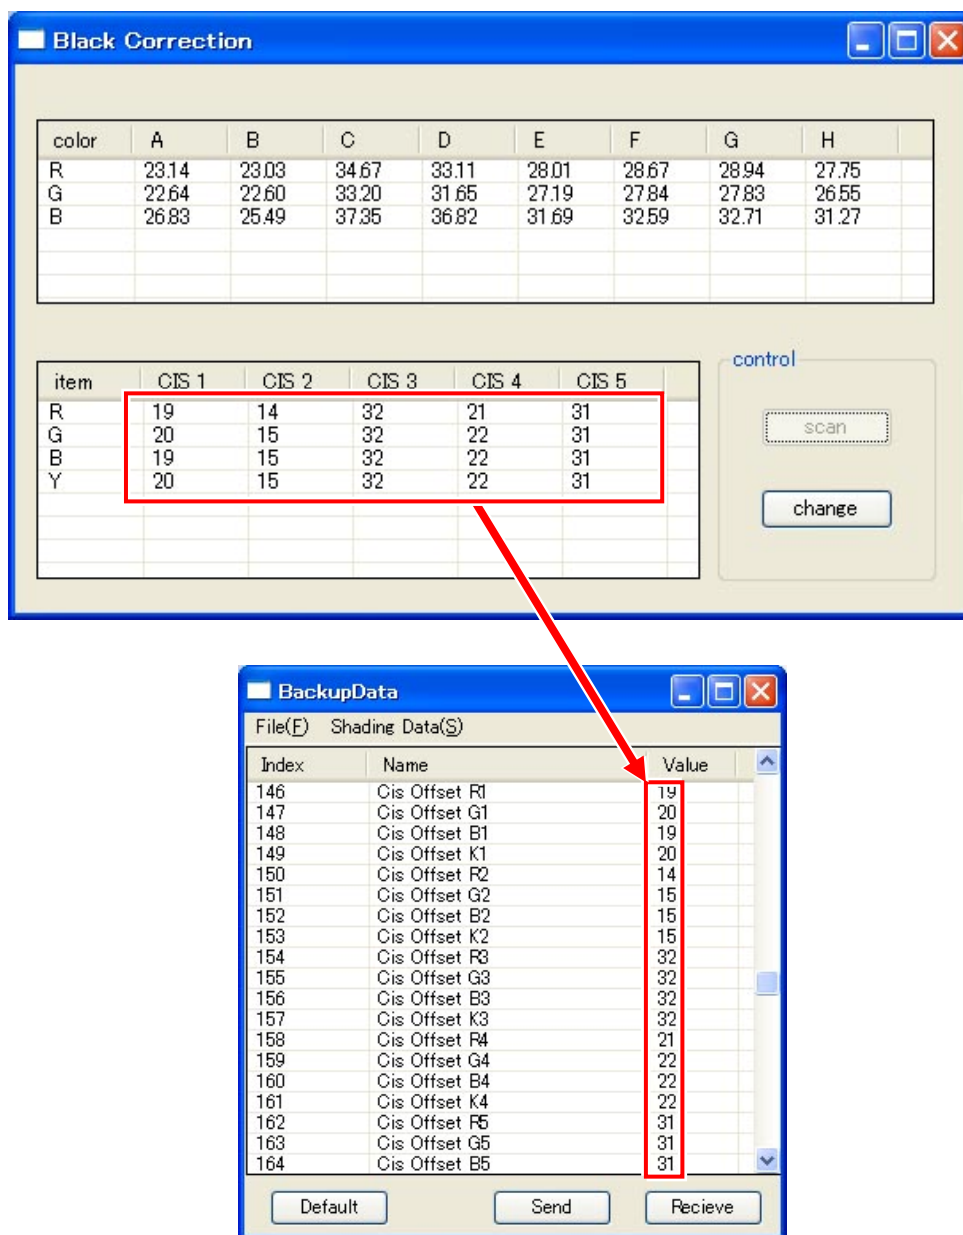 Black Correction
color A B C D E F G H
R 23.14 23.03 34.67 33.11 28.01 28.67 28.94 27.75
G 22.64 22.60 33.20 31.65 27.19 27.84 27.83 26.55
B 26.83 25.49 37.35 36.82 31.69 32.59 32.71 31.27
item CIS 1 CIS 2 CIS 3 CIS 4 CIS 5
R 19 14 32 21 31
G 20 15 32 22 31
B 19 15 32 22 31
Y 20 15 32 22 31
control
scan
change
BackupData
File(F) Shading Data(S)
Index Name Value
146 Cis Offset R1 19
147 Cis Offset G1 20
148 Cis Offset B1 19
149 Cis Offset K1 20
150 Cis Offset R2 14
151 Cis Offset G2 15
152 Cis Offset B2 15
153 Cis Offset K2 15
154 Cis Offset R3 32
155 Cis Offset G3 32
156 Cis Offset B3 32
157 Cis Offset K3 32
158 Cis Offset R4 21
159 Cis Offset G4 22
160 Cis Offset B4 22
161 Cis Offset K4 22
162 Cis Offset R5 31
163 Cis Offset G5 31
164 Cis Offset B5 31
Default Send Recieve